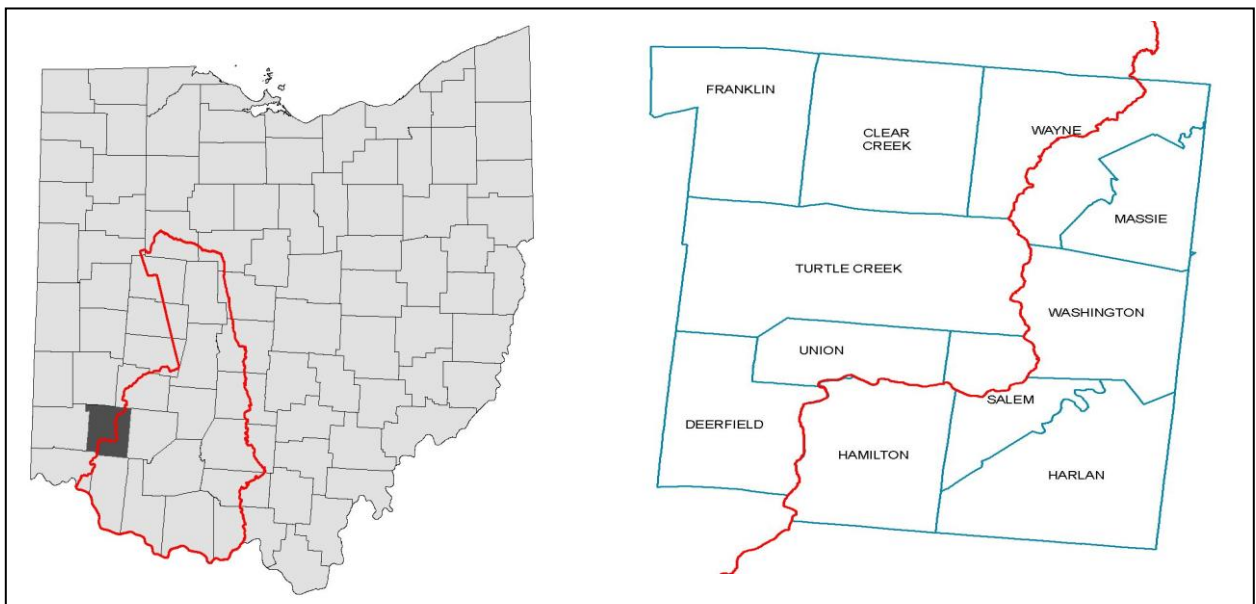 FRANKLIN
CLEAR
CREEK
WAYNE
MASSIE
TURTLE CREEK
WASHINGTON
UNION
SALEM
DEERFIELD
HAMILTON
HARLAN